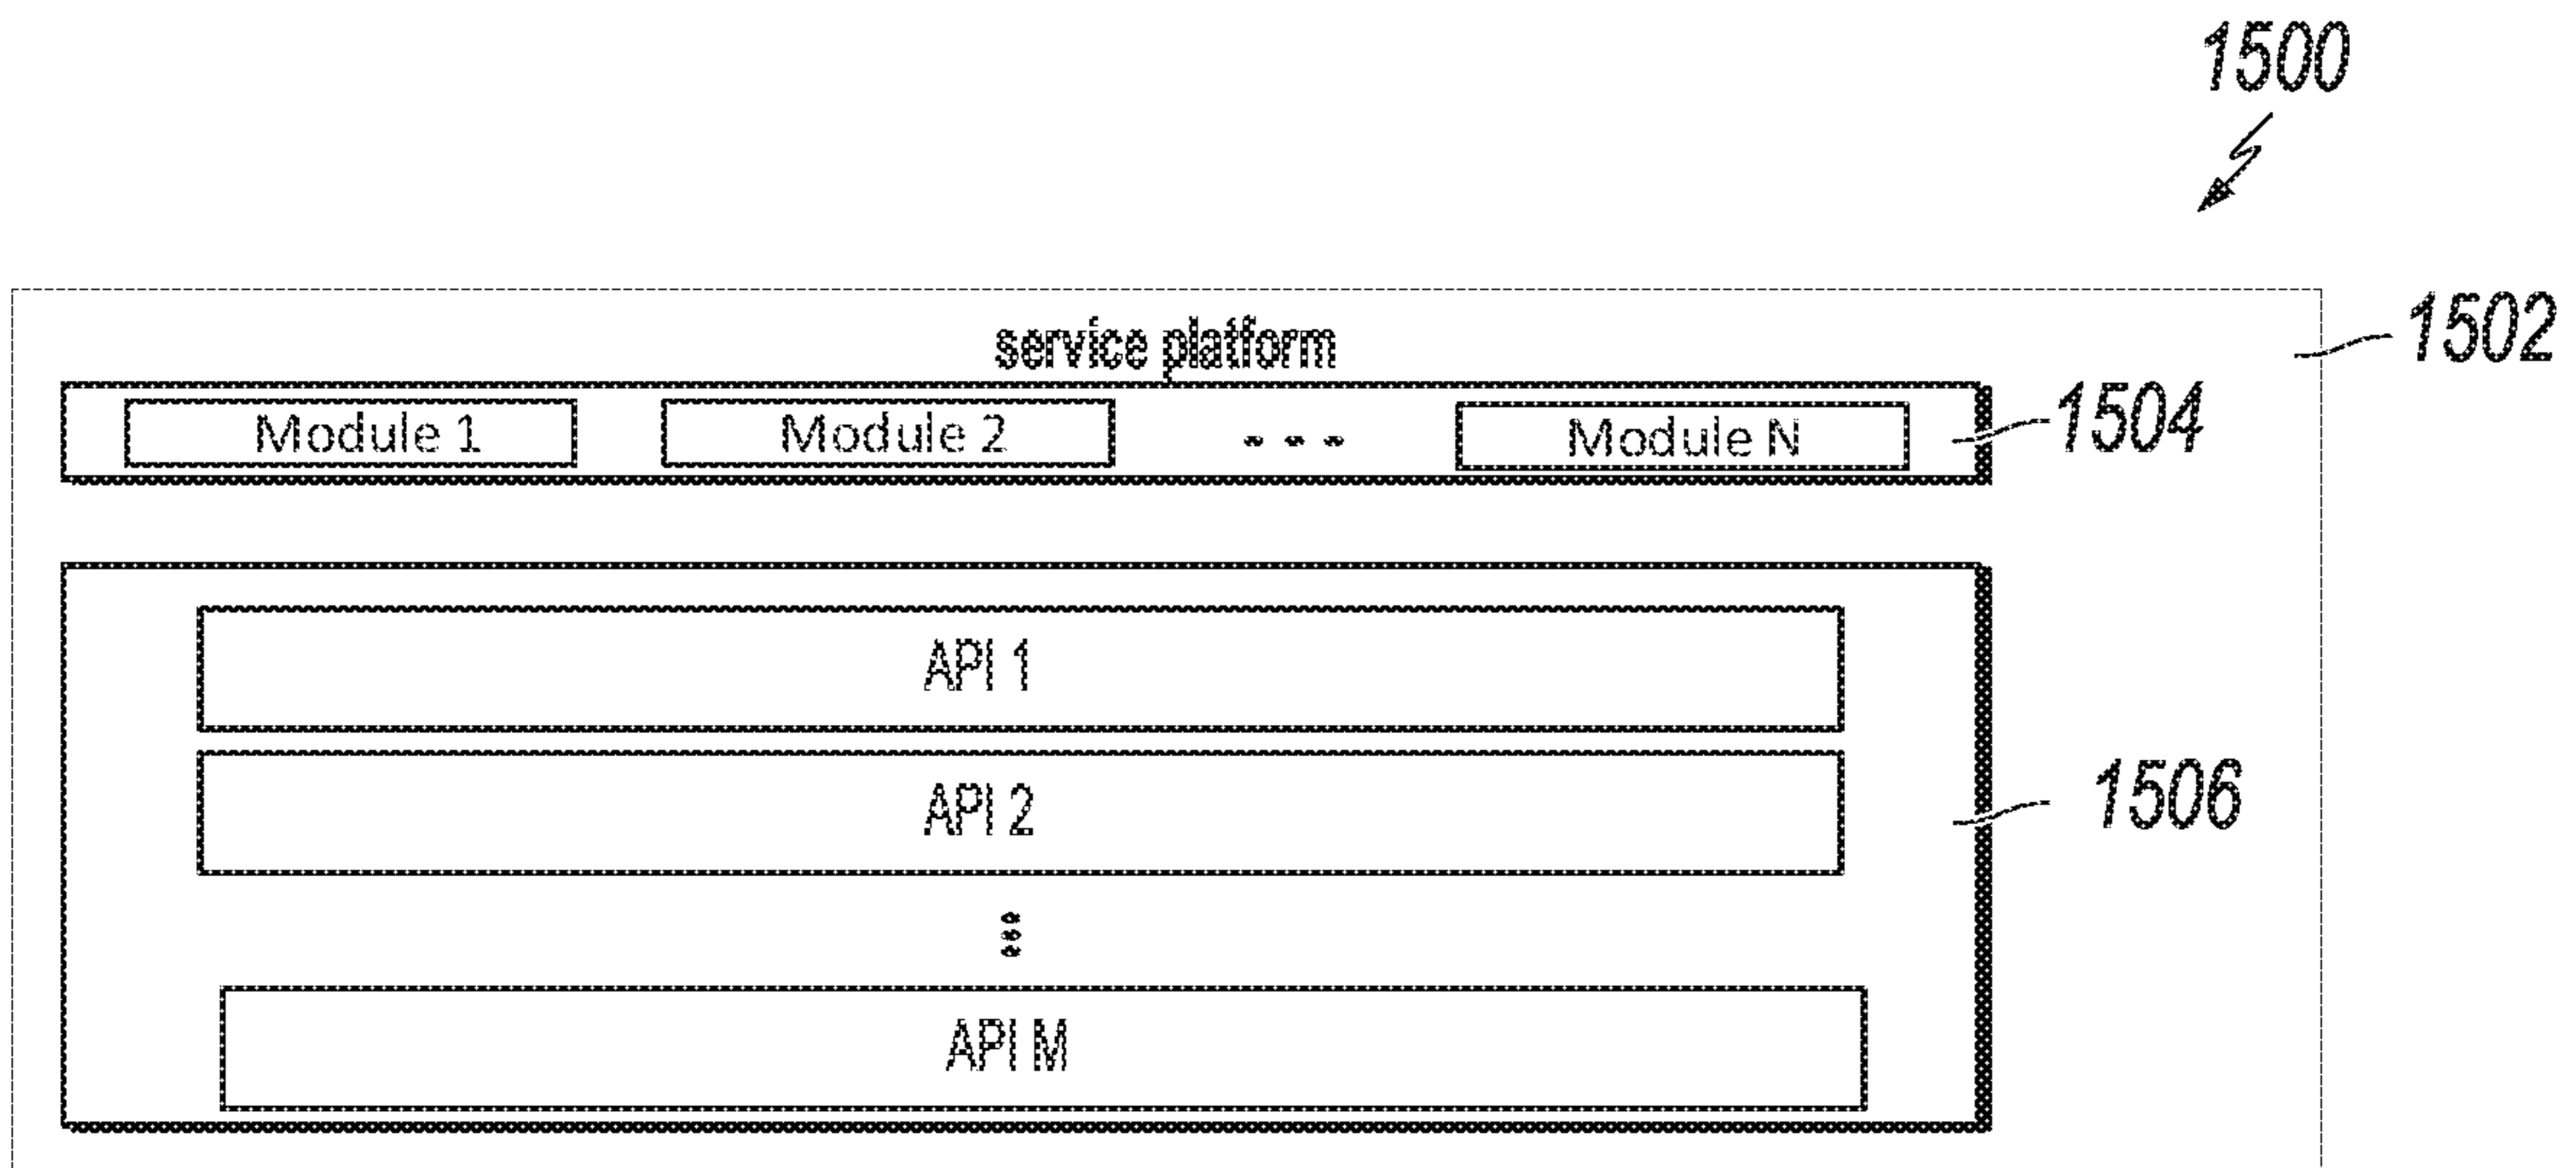 1500
service platform
1502
Module 1 Module 2 Module N
1504
API 1
API 2
1506
API M